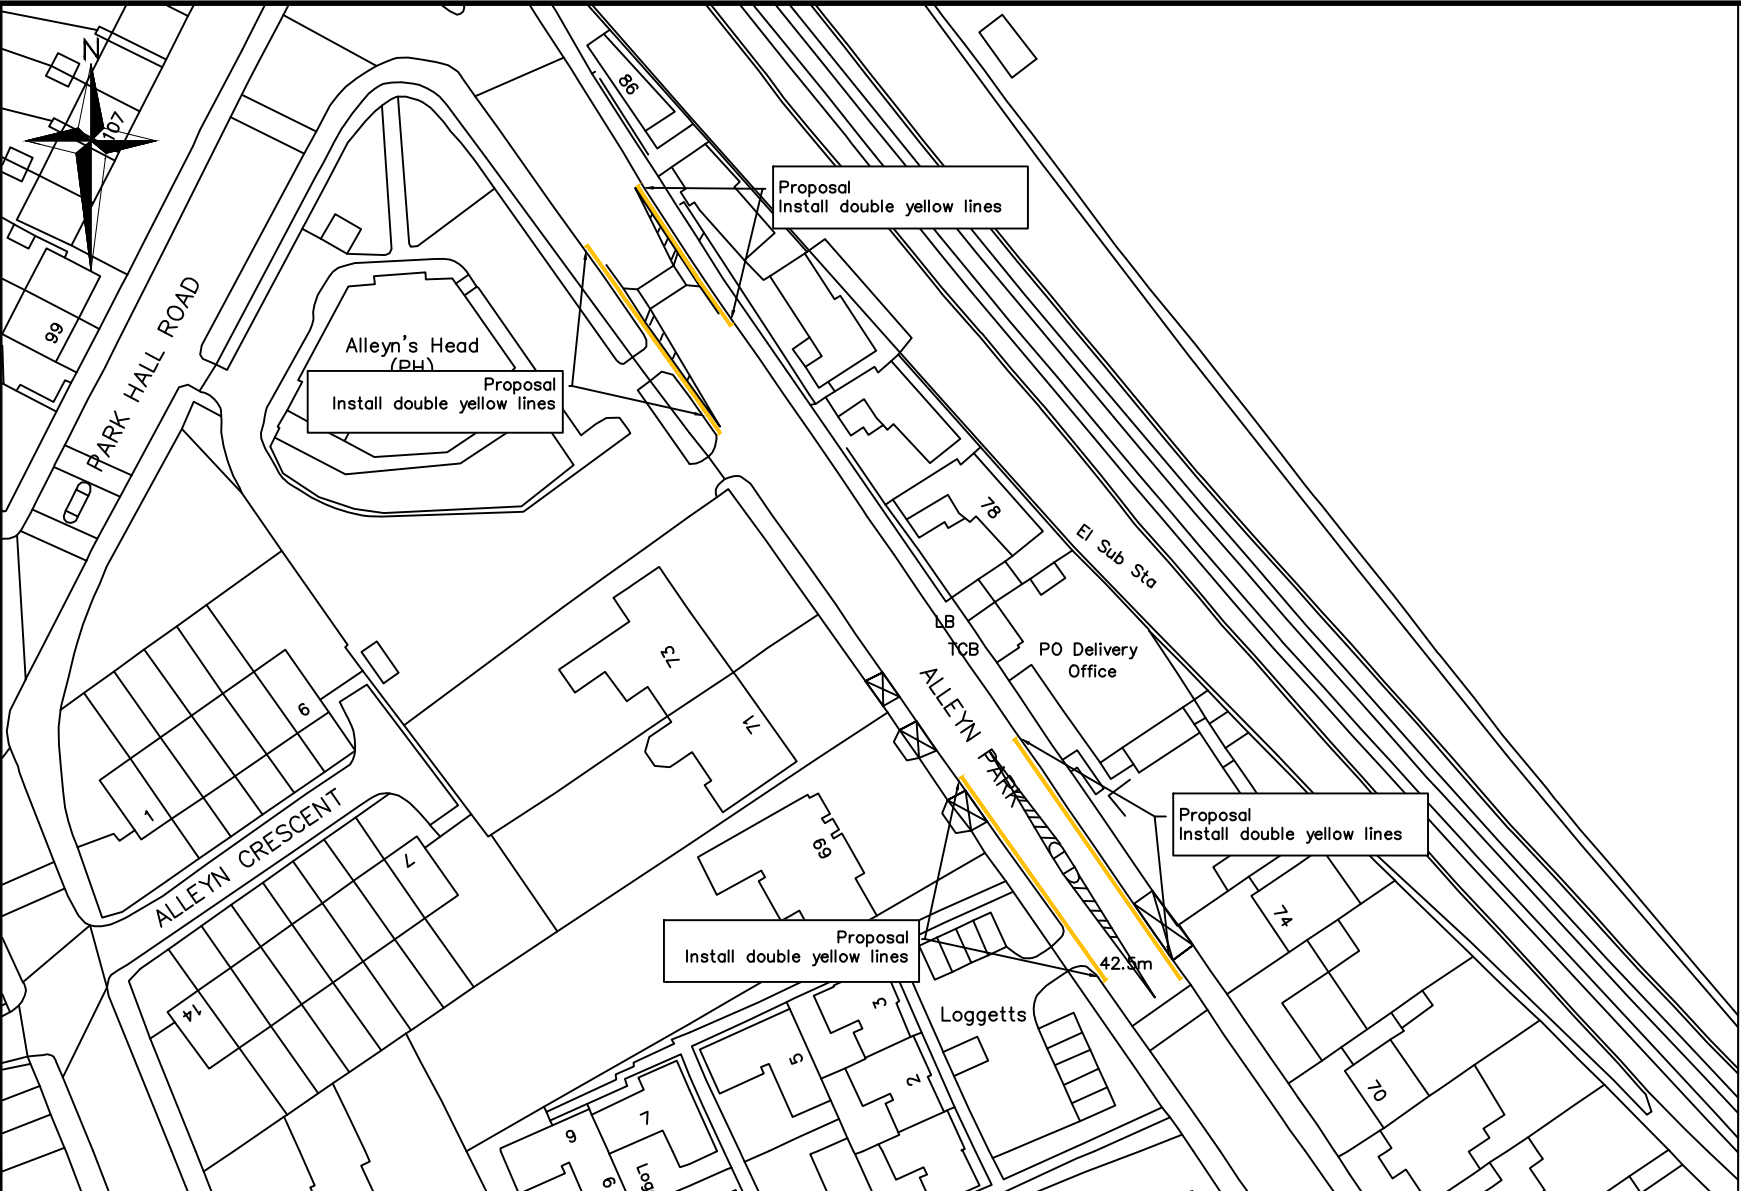 N
107
86
99
PARK HALL ROAD
Proposal
Install double yellow lines
Alleyn's Head
(PH)
Proposal
Install double yellow lines
78
El Sub Sta
LB
TCB
PO Delivery
Office
ALLEYN PARK
73
71
69
9
1
ALLEYN CRESCENT
7
14
Proposal
Install double yellow lines
Proposal
Install double yellow lines
74
42.5m
Loggetts
70
3
5
2
7
6
9
Log